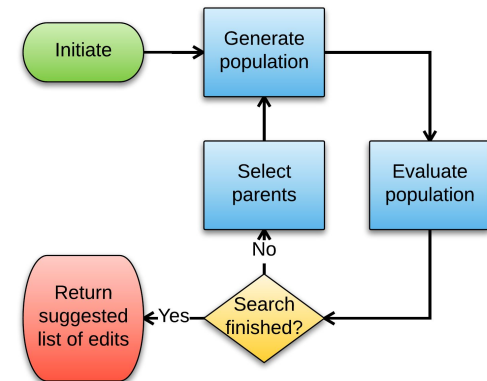 Initiate
Generate
population
Select
parents
Evaluate
population
No
Return
suggested
list of edits
Yes
Search
finished?